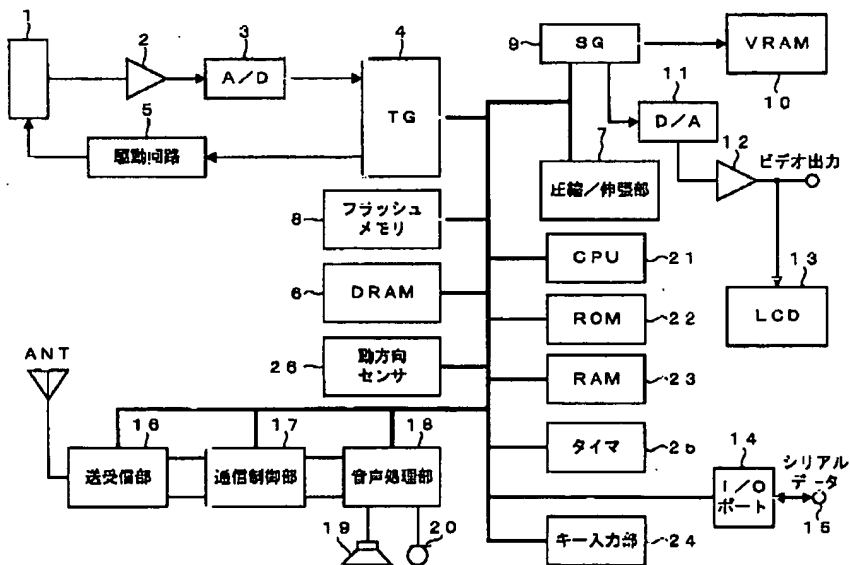 1
2
3
A/D
4
TG
5
駆動回路
9
SG
VRAM
10
11
D/A
12
ビデオ出力
7
圧縮/伸張部
13
LCD
8
フラッシュ
メモリ
6
DRAM
26
動方向
センサ
CPU
21
ROM
22
RAM
23
タイマ
25
キー入力部
24
14
I/O
ポート
シリアル
データ
15
ANT
16
送受信部
17
通信制御部
18
音声処理部
19
20